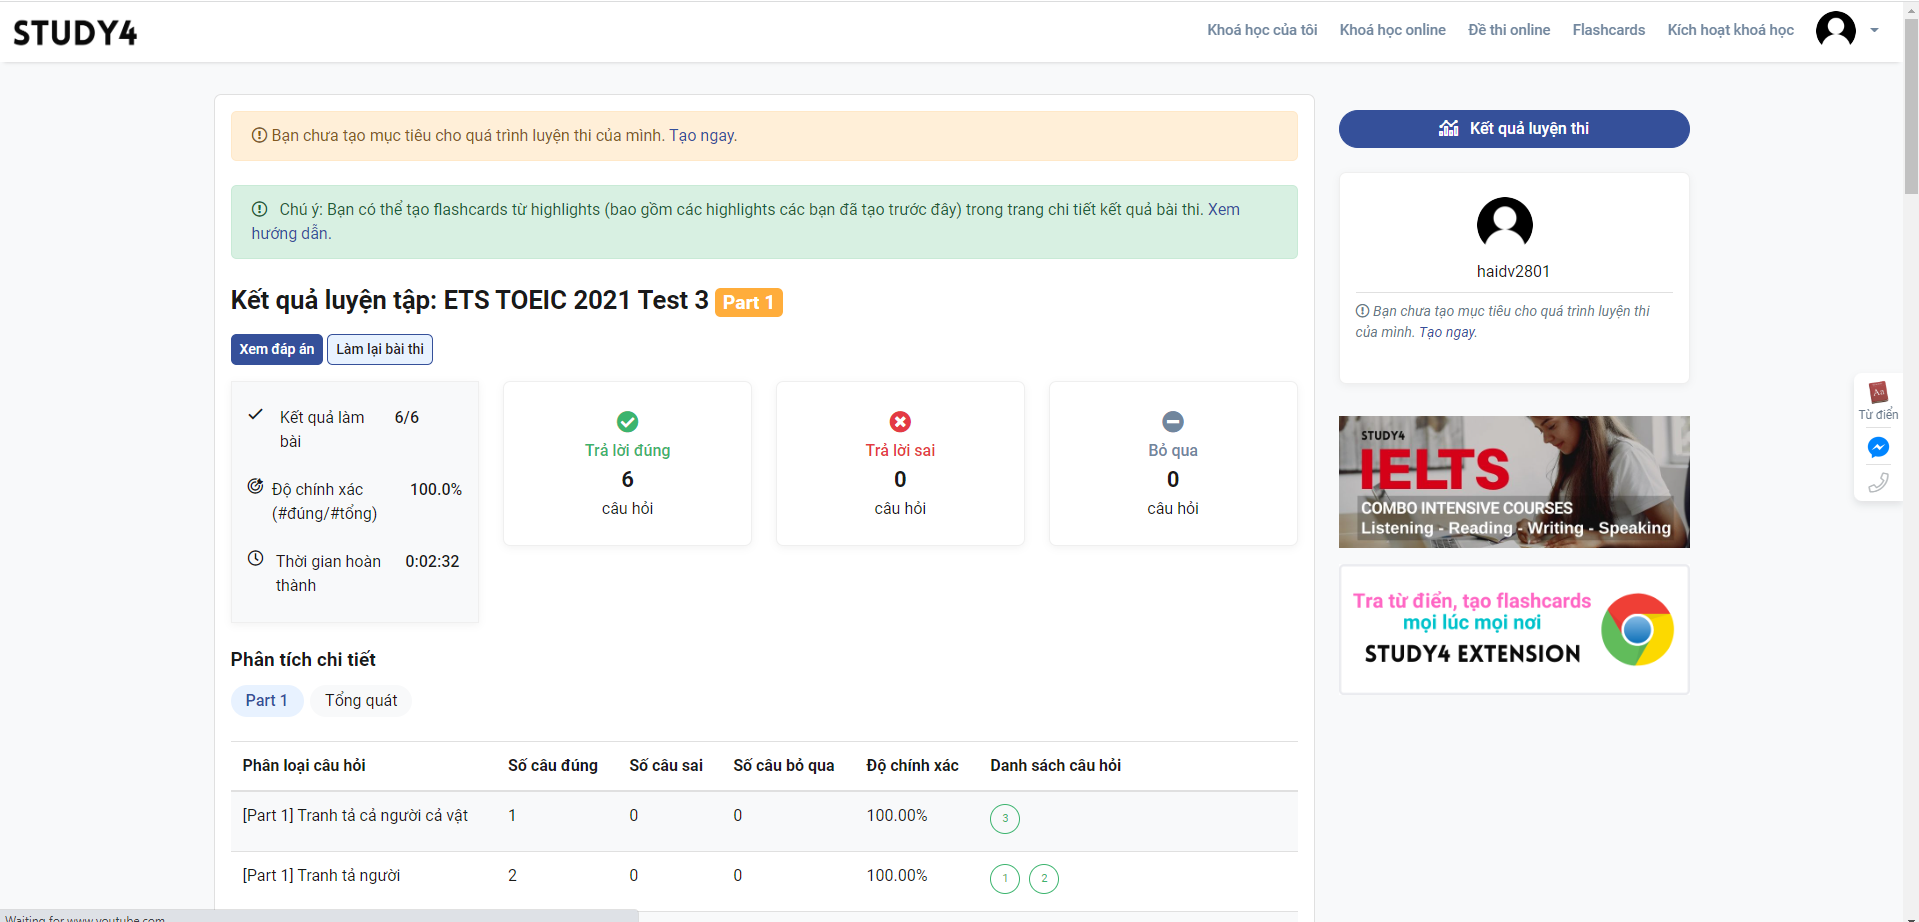 STUDY4
Khoá học của tôi
Khoá học online
Đề thi online
Flashcards
Kích hoạt khoá học
Bạn chưa tạo mục tiêu cho quá trình luyện thi của mình. Tạo ngay.
Chú ý: Bạn có thể tạo flashcards từ highlights (bao gồm các highlights các bạn đã tạo trước đây) trong trang chi tiết kết quả bài thi. Xem
hướng dẫn.
Kết quả luyện tập: ETS TOEIC 2021 Test 3 Part 1
Xem đáp án
Làm lại bài thi
Kết quả làm 6/6
bài
Độ chính xác 100.0%
(#đúng/#tổng)
Thời gian hoàn 0:02:32
thành
Trả lời đúng
6
câu hỏi
Trả lời sai
0
câu hỏi
Bỏ qua
0
câu hỏi
Phân tích chi tiết
Part 1
Tổng quát
Phân loại câu hỏi Số câu đúng Số câu sai Số câu bỏ qua Độ chính xác Danh sách câu hỏi
[Part 1] Tranh tả cả người cả vật 1 0 0 100.00% 3
[Part 1] Tranh tả người 2 0 0 100.00% 1 2
Kết quả luyện thi
haidv2801
Bạn chưa tạo mục tiêu cho quá trình luyện thi
của mình. Tạo ngay.
STUDY4
IELTS
COMBO INTENSIVE COURSES
Listening - Reading - Writing - Speaking
Tra từ điển, tạo flashcards
mọi lúc mọi nơi
STUDY4 EXTENSION
Aa
Từ điển
Waiting for www.youtube.com